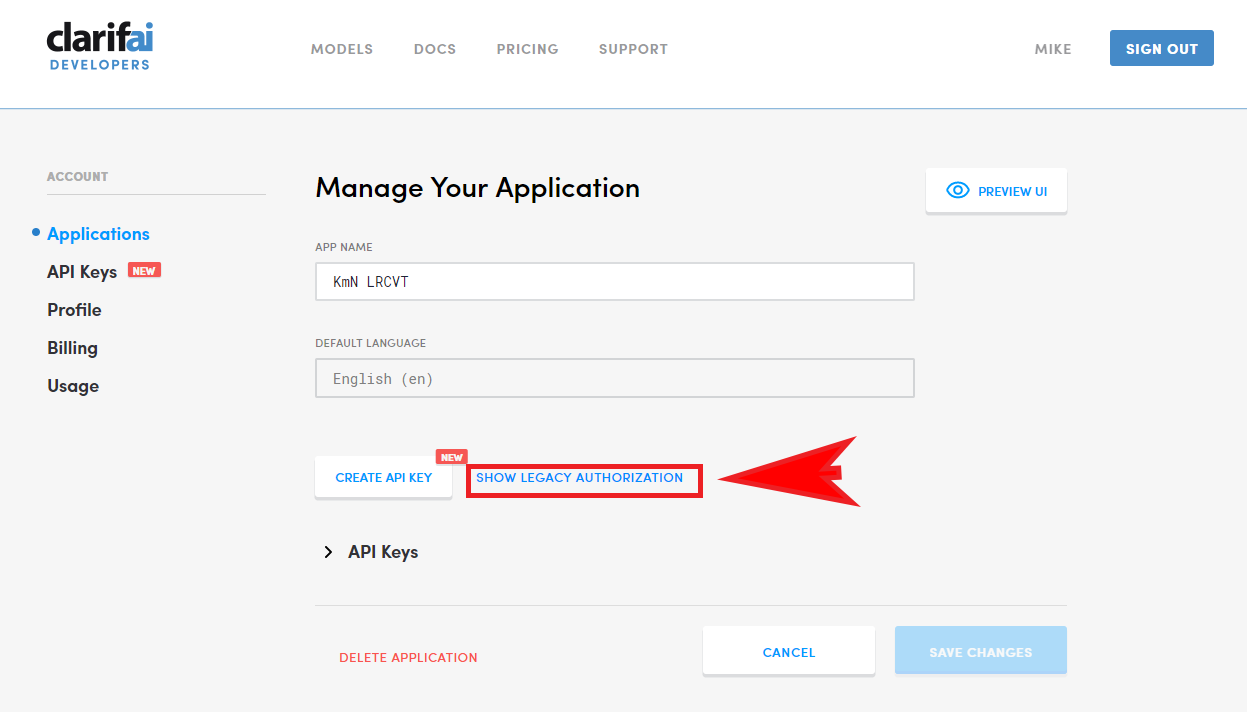 clarifai
DEVELOPERS
MODELS DOCS PRICING SUPPORT MIKE SIGN OUT
ACCOUNT
Applications
API Keys NEW
Profile
Billing
Usage
Manage Your Application
PREVIEW UI
APP NAME
KmN LRCVT
DEFAULT LANGUAGE
English (en)
NEW
CREATE API KEY SHOW LEGACY AUTHORIZATION
API Keys
DELETE APPLICATION CANCEL SAVE CHANGES